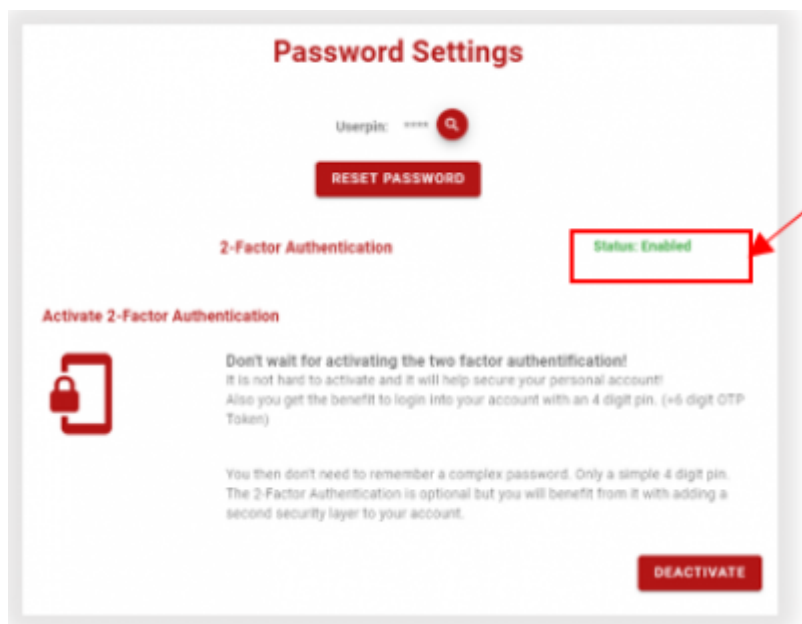 Password Settings
Userpin: ****
RESET PASSWORD
2-Factor Authentication
Status: Enabled
Activate 2-Factor Authentication
Don't wait for activating the two factor authentification!
It is not hard to activate and it will help secure your personal account!
Also you get the benefit to login into your account with an 4 digit pin. (+6 digit OTP
Token)
You then don't need to remember a complex password. Only a simple 4 digit pin.
The 2-Factor Authentication is optional but you will benefit from it with adding a
second security layer to your account.
DEACTIVATE